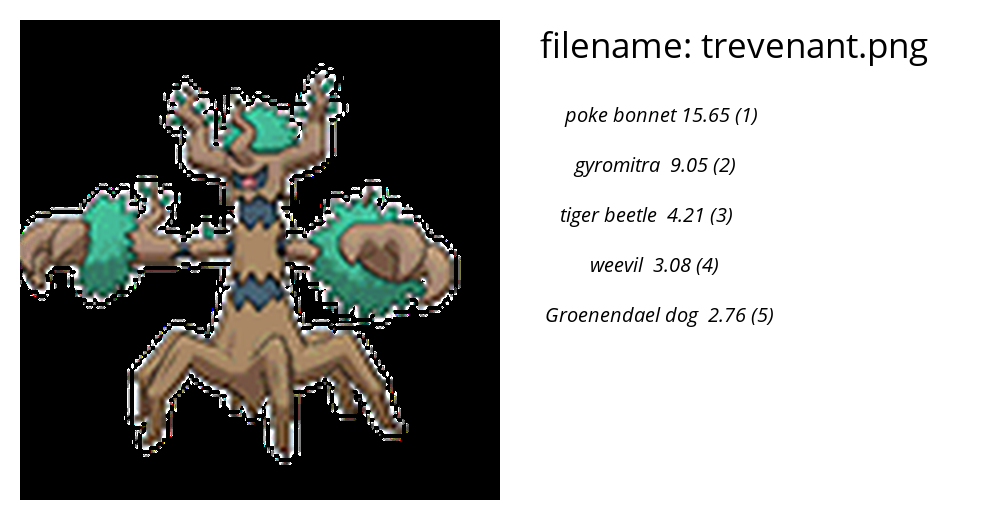 filename: trevenant.png
poke bonnet 15.65 (1)
gyromitra 9.05 (2)
tiger beetle 4.21 (3)
weevil 3.08 (4)
Groenendael dog 2.76 (5)